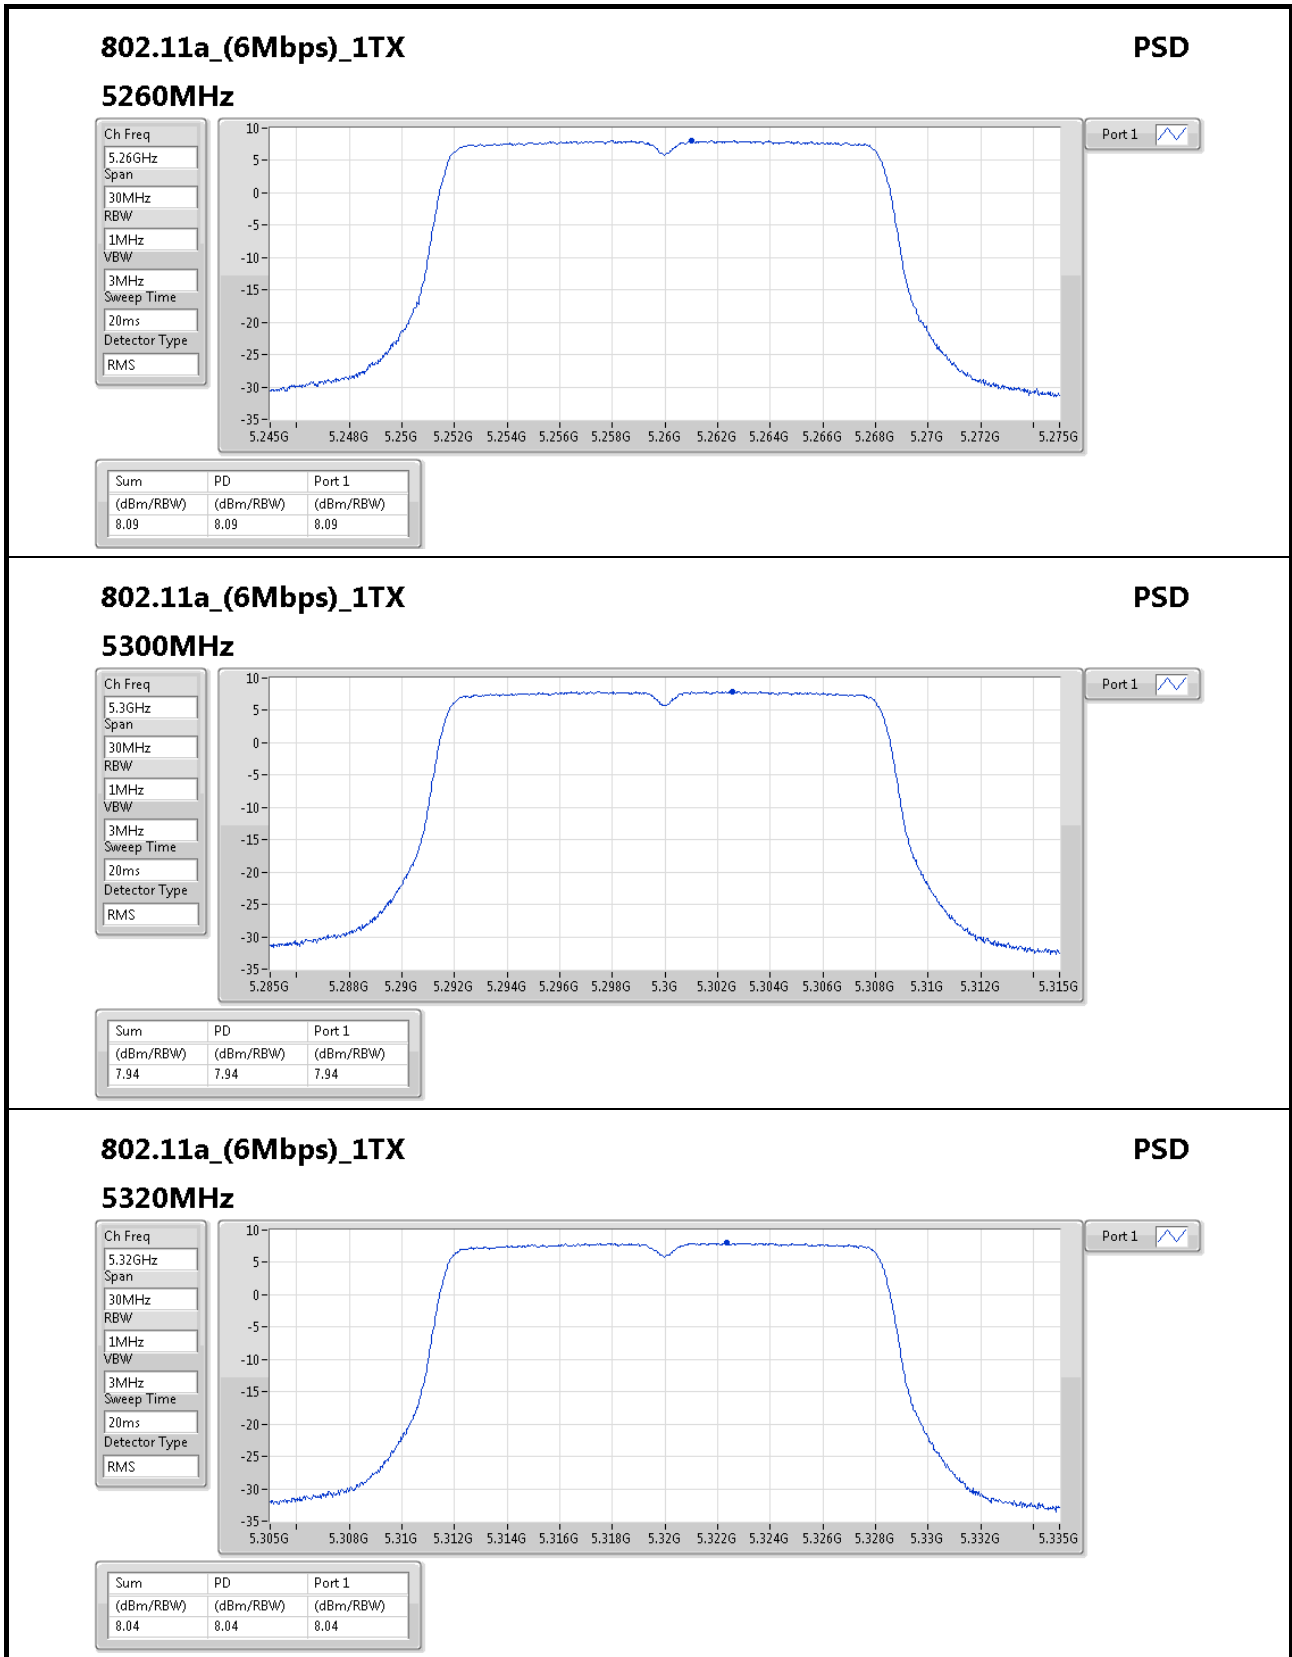 802.11a_(6Mbps)_1TX PSD
5260MHz
Ch Freq
5.26GHz
Span
30MHz
RBW
1MHz
VBW
3MHz
Sweep Time
20ms
Detector Type
RMS
10
5
0
-5
-10
-15
-20
-25
-30
-35
5.245G 5.248G 5.25G 5.252G 5.254G 5.256G 5.258G 5.26G 5.262G 5.264G 5.266G 5.268G 5.27G 5.272G 5.275G
Port 1
Sum PD Port 1
(dBm/RBW) (dBm/RBW) (dBm/RBW)
8.09 8.09 8.09
802.11a_(6Mbps)_1TX PSD
5300MHz
Ch Freq
5.3GHz
Span
30MHz
RBW
1MHz
VBW
3MHz
Sweep Time
20ms
Detector Type
RMS
10
5
0
-5
-10
-15
-20
-25
-30
-35
5.285G 5.288G 5.29G 5.292G 5.294G 5.296G 5.298G 5.3G 5.302G 5.304G 5.306G 5.308G 5.31G 5.312G 5.315G
Port 1
Sum PD Port 1
(dBm/RBW) (dBm/RBW) (dBm/RBW)
7.94 7.94 7.94
802.11a_(6Mbps)_1TX PSD
5320MHz
Ch Freq
5.32GHz
Span
30MHz
RBW
1MHz
VBW
3MHz
Sweep Time
20ms
Detector Type
RMS
10
5
0
-5
-10
-15
-20
-25
-30
-35
5.305G 5.308G 5.31G 5.312G 5.314G 5.316G 5.318G 5.32G 5.322G 5.324G 5.326G 5.328G 5.33G 5.332G 5.335G
Port 1
Sum PD Port 1
(dBm/RBW) (dBm/RBW) (dBm/RBW)
8.04 8.04 8.04